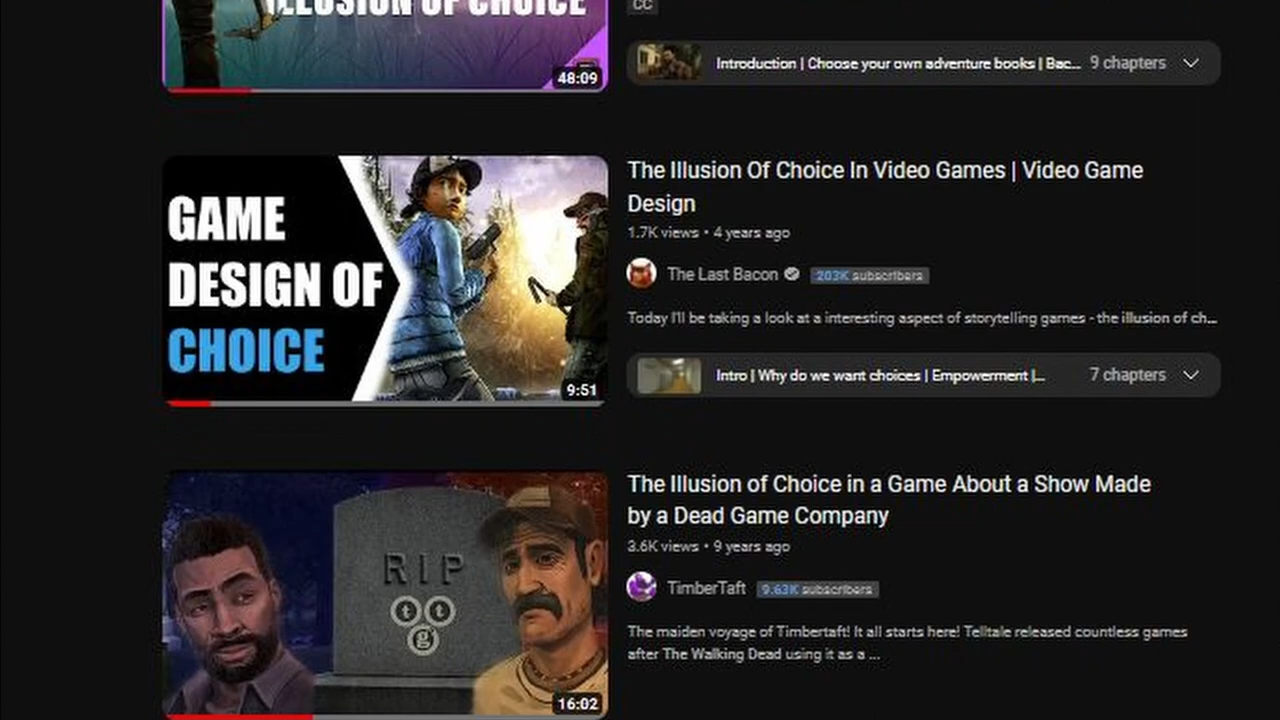 ILLUSION OF CHOICE
48:09
CC
Introduction | Choose your own adventure books | Bac... 9 chapters
GAME
DESIGN OF
CHOICE
9:51
The Illusion Of Choice In Video Games | Video Game
Design
1.7K views • 4 years ago
The Last Bacon 203K subscribers
Today I'll be taking a look at a interesting aspect of storytelling games - the illusion of ch...
Intro | Why do we want choices | Empowerment |... 7 chapters
RIP
t t
g
16:02
The Illusion of Choice in a Game About a Show Made
by a Dead Game Company
3.6K views • 9 years ago
TimberTaft 9.63K subscribers
The maiden voyage of Timbertaft! It all starts here! Telltale released countless games
after The Walking Dead using it as a ...